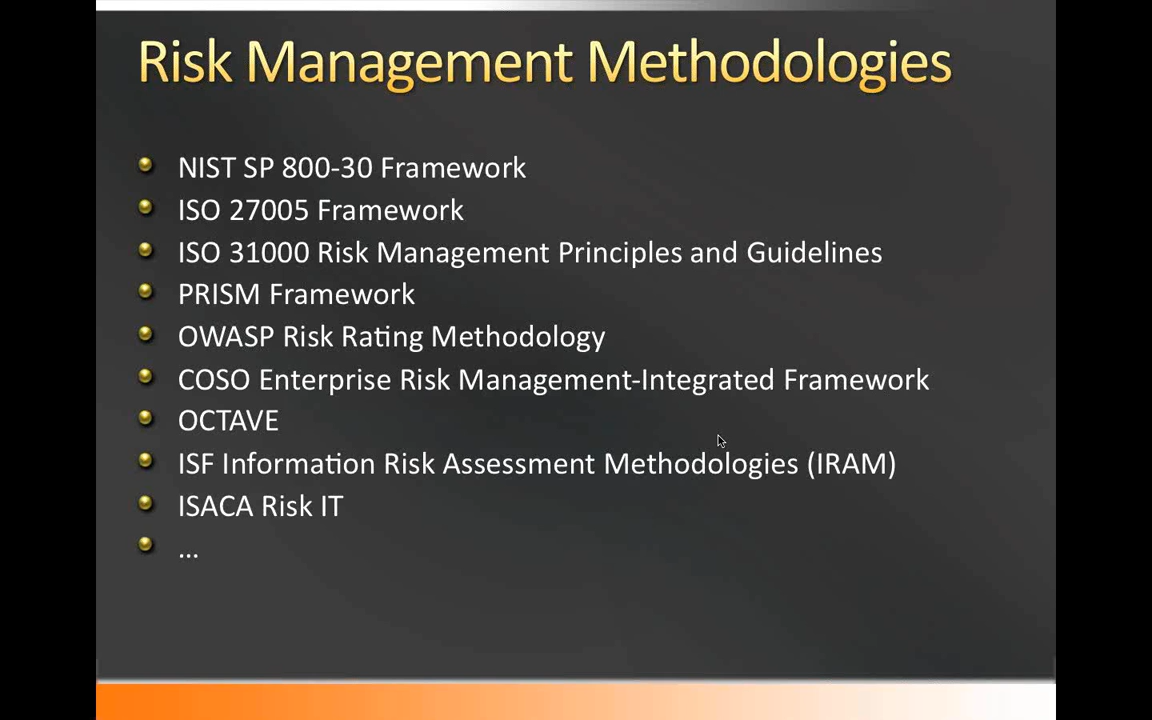 Risk Management Methodologies
NIST SP 800-30 Framework
ISO 27005 Framework
ISO 31000 Risk Management Principles and Guidelines
PRISM Framework
OWASP Risk Rating Methodology
COSO Enterprise Risk Management-Integrated Framework
OCTAVE
ISF Information Risk Assessment Methodologies (IRAM)
ISACA Risk IT
...